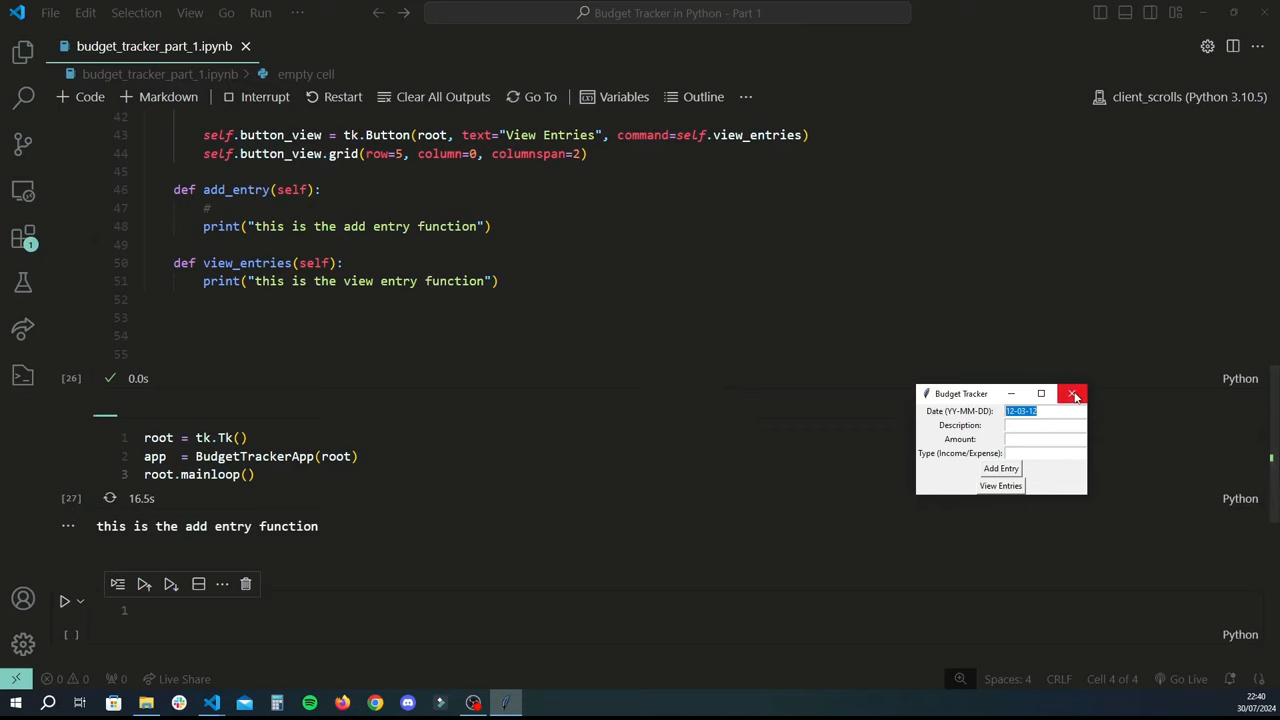 File Edit Selection View Go Run ··· Budget Tracker in Python - Part 1
budget_tracker_part_1.ipynb
budget_tracker_part_1.ipynb > empty cell
+ Code + Markdown Interrupt Restart Clear All Outputs Go To Variables Outline ··· client_scrolls (Python 3.10.5)
42
43 self.button_view = tk.Button(root, text="View Entries", command=self.view_entries)
44 self.button_view.grid(row=5, column=0, columnspan=2)
45
46 def add_entry(self):
47 #
48 print("this is the add entry function")
49
50 def view_entries(self):
51 print("this is the view entry function")
52
53
54
55
[26] 0.0s Python
1 root = tk.Tk()
2 app = BudgetTrackerApp(root)
3 root.mainloop()
[27] 16.5s Python
··· this is the add entry function
1
[ ] Python
Budget Tracker
Date (YY-MM-DD): 12-03-12
Description:
Amount:
Type (Income/Expense):
Add Entry
View Entries
1
0 0 0 Live Share Spaces: 4 CRLF Cell 4 of 4 Go Live
22:40
30/07/2024